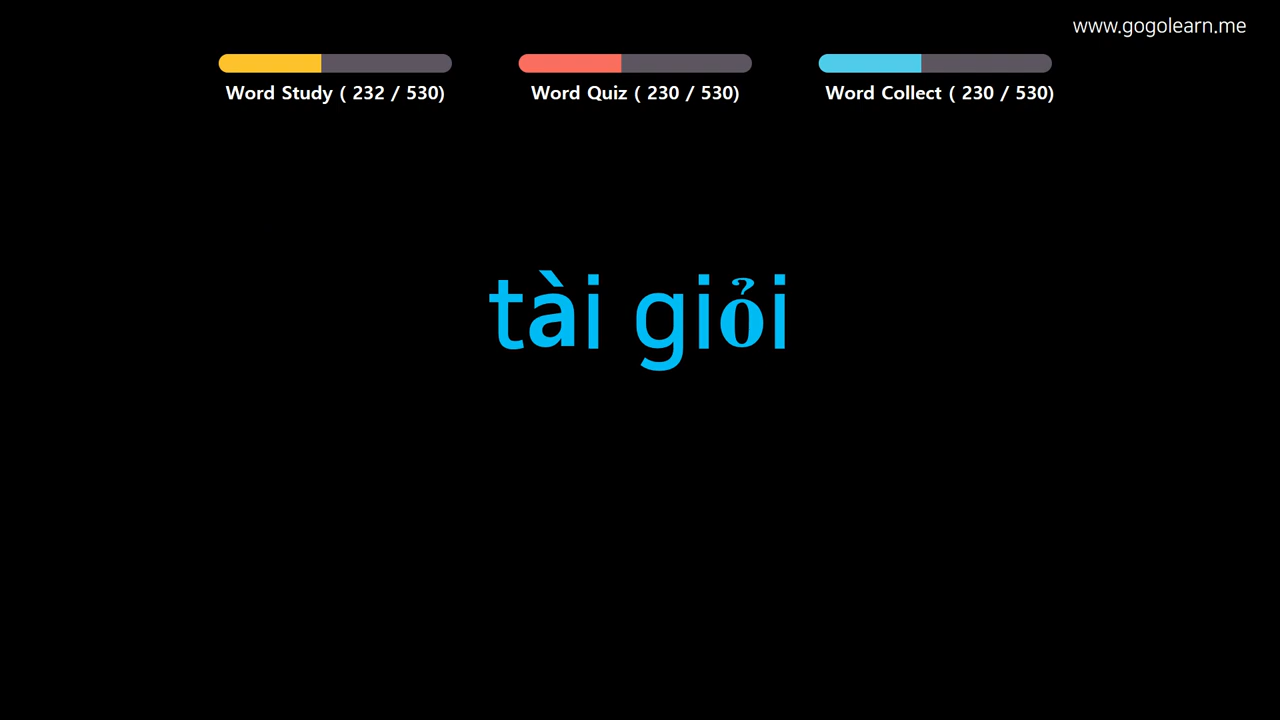 www.gogolearn.me
Word Study ( 232 / 530)
Word Quiz ( 230 / 530)
Word Collect ( 230 / 530)
tài giỏi